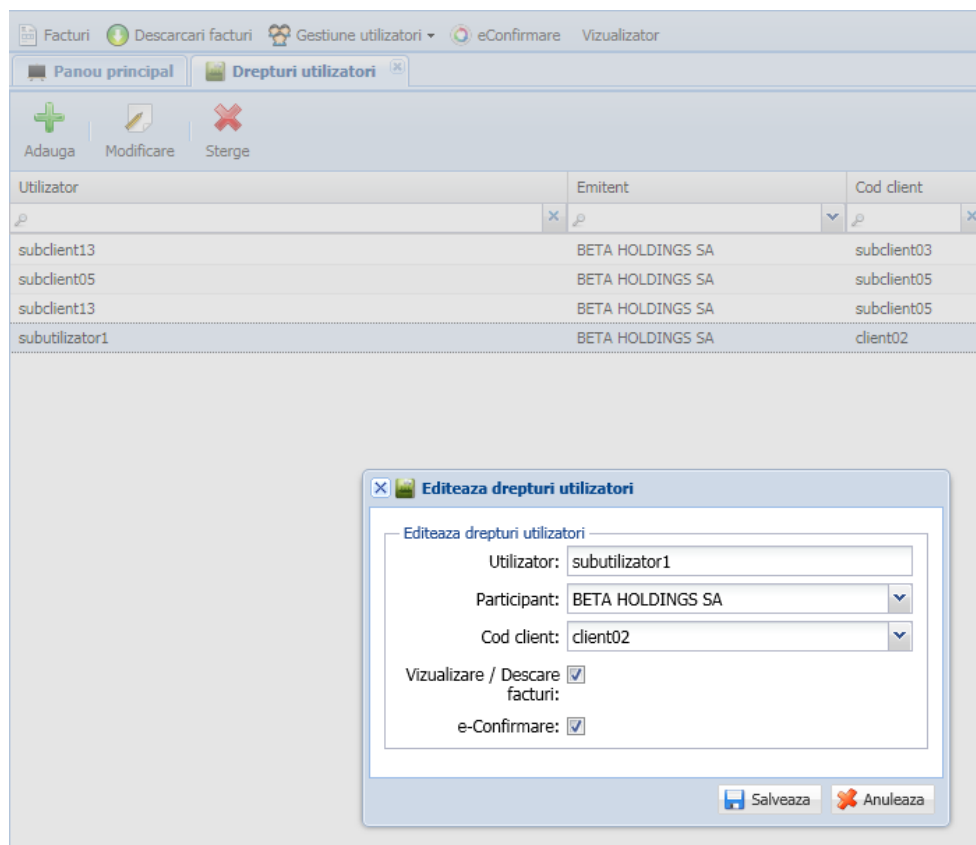 Facturi Descarcari facturi Gestiune utilizatori eConfirmare Vizualizator
Panou principal Drepturi utilizatori
Adauga Modificare Sterge
Utilizator Emitent Cod client
subclient13 BETA HOLDINGS SA subclient03
subclient05 BETA HOLDINGS SA subclient05
subclient13 BETA HOLDINGS SA subclient05
subutilizator1 BETA HOLDINGS SA client02
Editeaza drepturi utilizatori
Editeaza drepturi utilizatori
Utilizator: subutilizator1
Participant: BETA HOLDINGS SA
Cod client: client02
Vizualizare / Descare
facturi:
e-Confirmare:
Salveaza Anuleaza